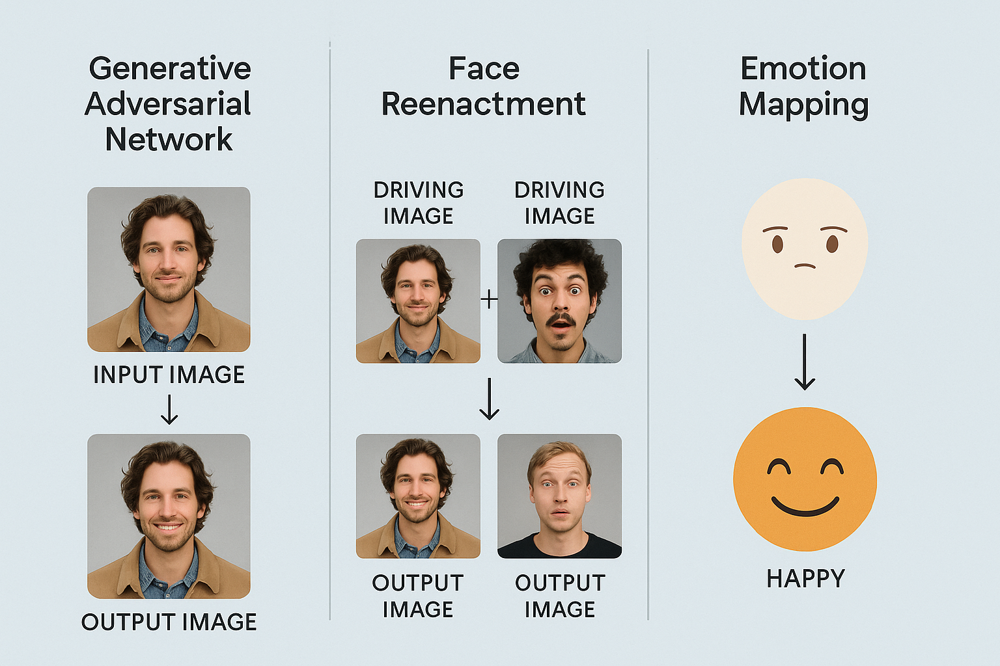 Generative
Adversarial
Network
INPUT IMAGE
OUTPUT IMAGE
Face
Reenactment
DRIVING
IMAGE
DRIVING
IMAGE
+
OUTPUT
IMAGE
OUTPUT
IMAGE
Emotion
Mapping
HAPPY